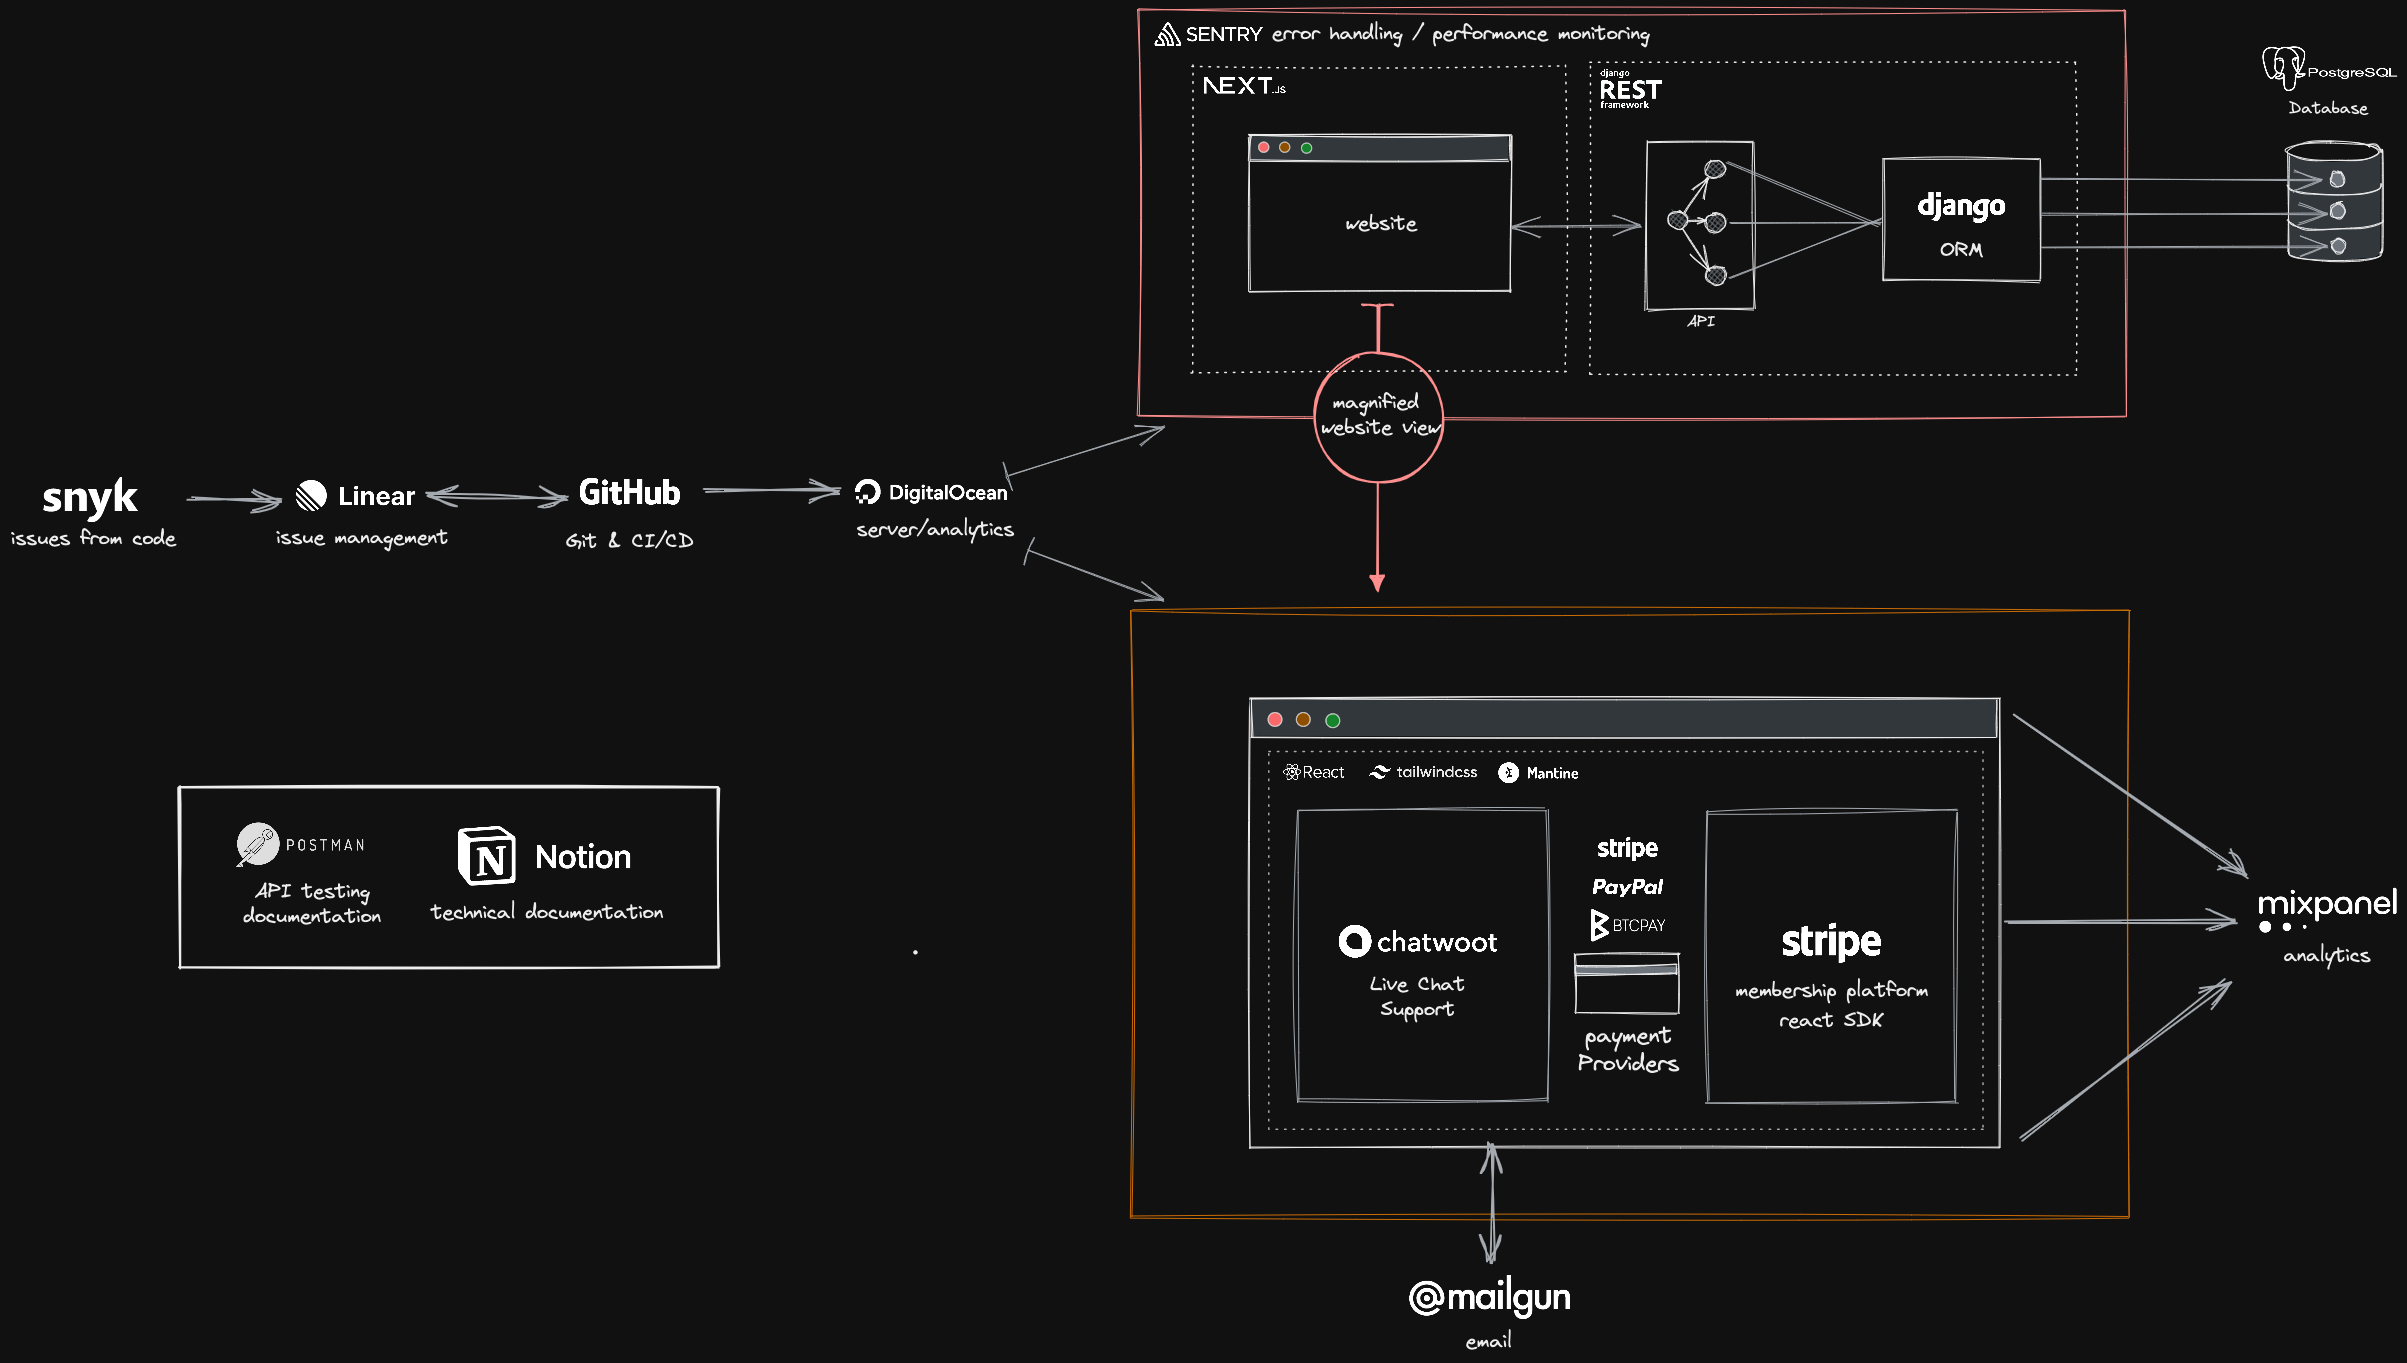 SENTRY error handling / performance monitoring
NEXT.JS
django
REST
framework
PostgreSQL
Database
website
API
django
ORM
magnified
website view
snyk
issues from code
Linear
issue management
GitHub
Git & CI/CD
DigitalOcean
server/analytics
POSTMAN
API testing
documentation
N Notion
technical documentation
React tailwindcss Mantine
chatwoot
Live Chat
Support
stripe
PayPal
BTCPAY
payment
Providers
stripe
membership platform
react SDK
mixpanel
analytics
@mailgun
email